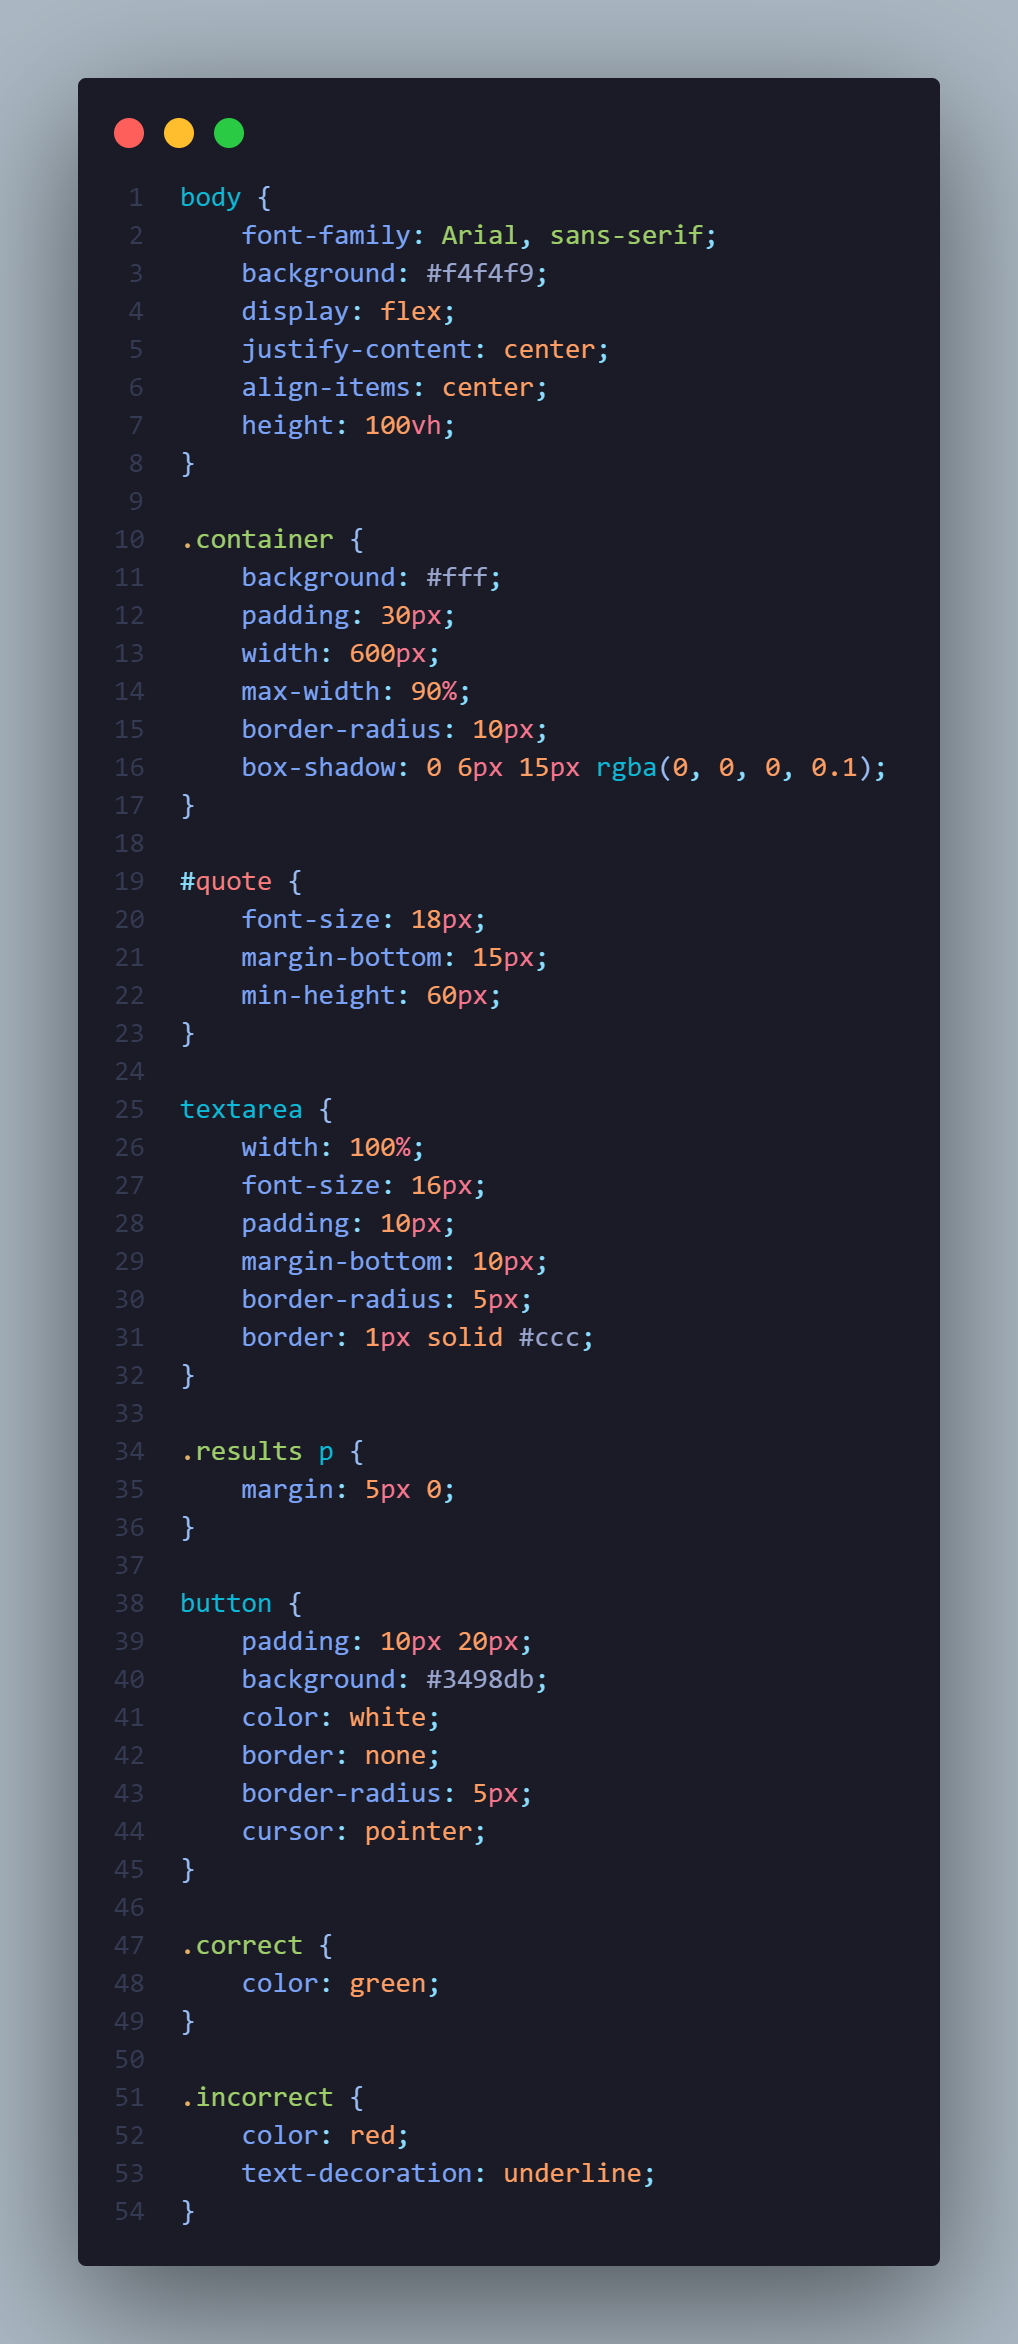 1 body {
2     font-family: Arial, sans-serif;
3     background: #f4f4f9;
4     display: flex;
5     justify-content: center;
6     align-items: center;
7     height: 100vh;
8 }
9
10 .container {
11     background: #fff;
12     padding: 30px;
13     width: 600px;
14     max-width: 90%;
15     border-radius: 10px;
16     box-shadow: 0 6px 15px rgba(0, 0, 0, 0.1);
17 }
18
19 #quote {
20     font-size: 18px;
21     margin-bottom: 15px;
22     min-height: 60px;
23 }
24
25 textarea {
26     width: 100%;
27     font-size: 16px;
28     padding: 10px;
29     margin-bottom: 10px;
30     border-radius: 5px;
31     border: 1px solid #ccc;
32 }
33
34 .results p {
35     margin: 5px 0;
36 }
37
38 button {
39     padding: 10px 20px;
40     background: #3498db;
41     color: white;
42     border: none;
43     border-radius: 5px;
44     cursor: pointer;
45 }
46
47 .correct {
48     color: green;
49 }
50
51 .incorrect {
52     color: red;
53     text-decoration: underline;
54 }